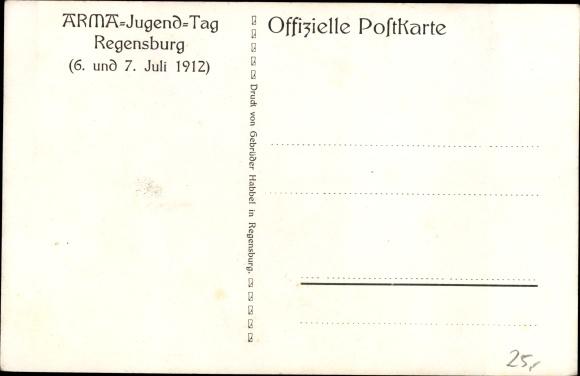 ARMA-Jugend-Tag
Regensburg
(6. und 7. Juli 1912)
Druck von Gebrüder Habbel in Regensburg.
Offizielle Poſtkarte
25,